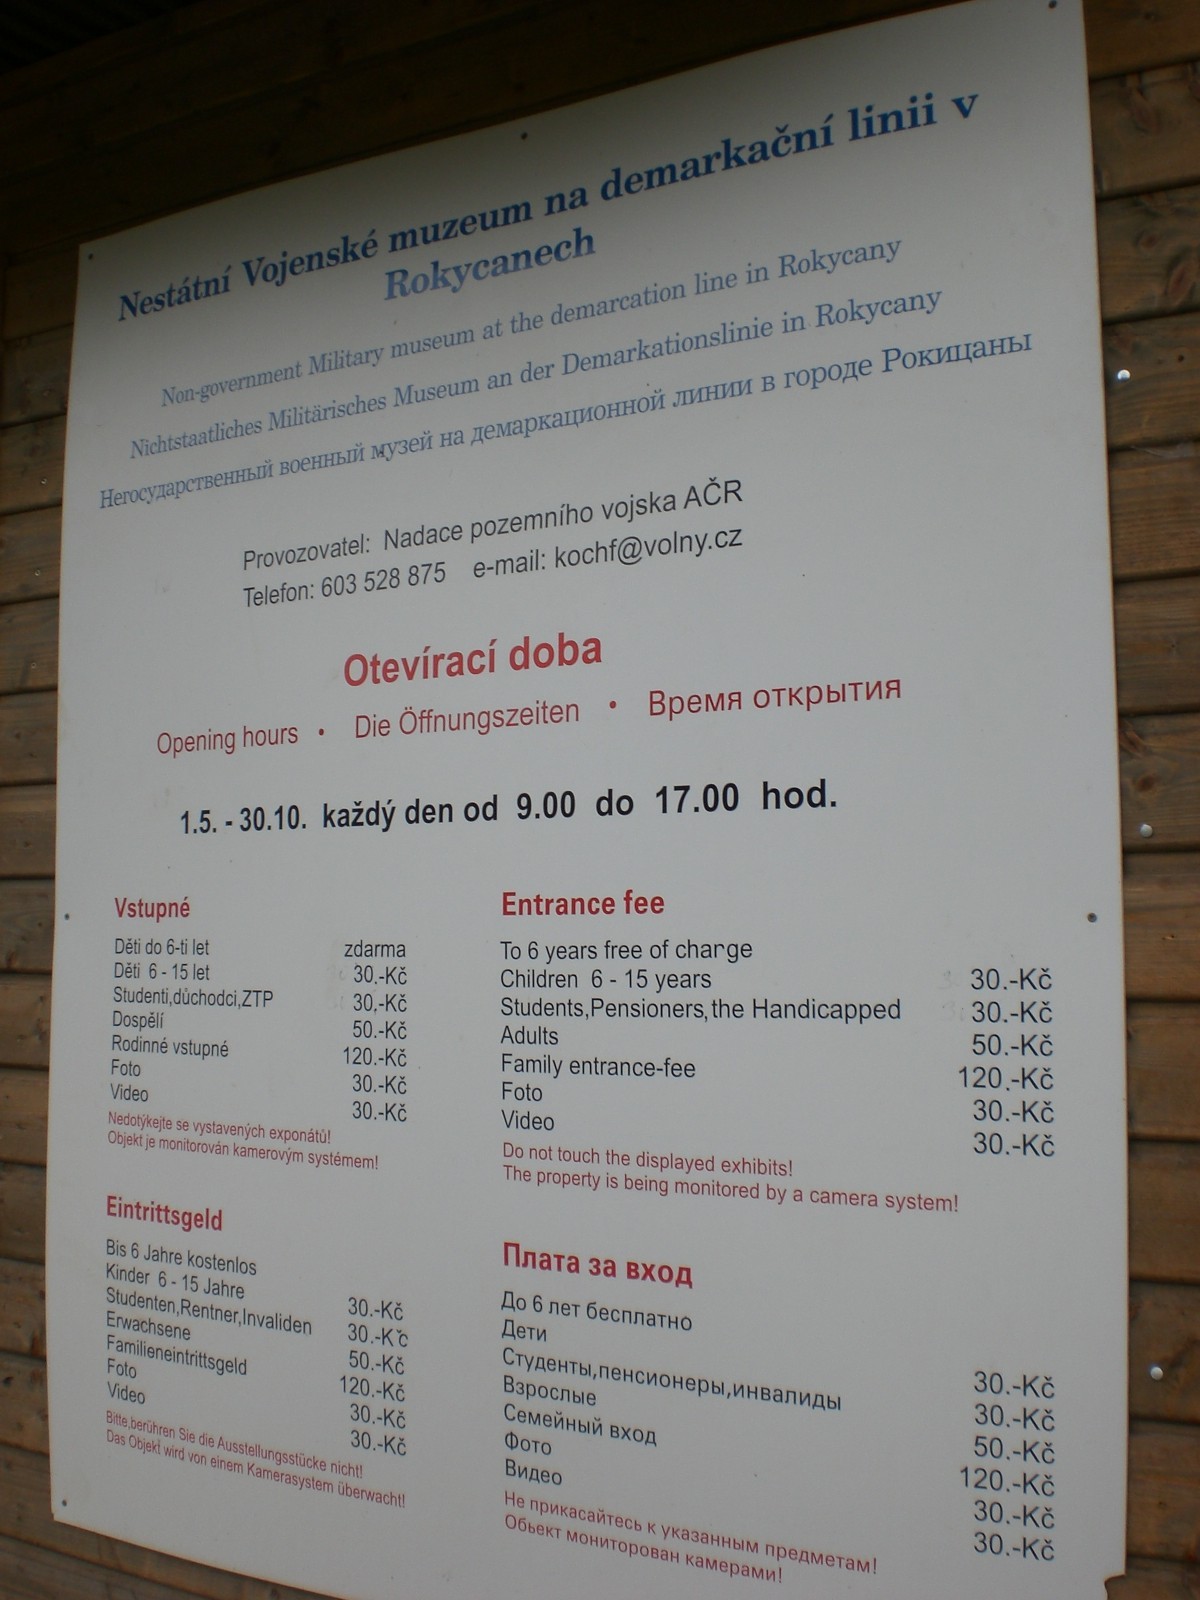 Nestátní Vojenské muzeum na demarkační linii v
Rokycanech
Non-government Military museum at the demarcation line in Rokycany
Nichtstaatliches Militärisches Museum an der Demarkationslinie in Rokycany
Негосударственный военный музей на демаркационной линии в городе Рокицаны
Provozovatel: Nadace pozemního vojska AČR
Telefon: 603 528 875 e-mail: kochf@volny.cz
Otevírací doba
Opening hours • Die Öffnungszeiten • Время открытия
1.5. - 30.10. každý den od 9.00 do 17.00 hod.
Vstupné
Děti do 6-ti let zdarma
Děti 6 - 15 let 30.-Kč
Studenti,důchodci,ZTP 30.-Kč
Dospělí 50.-Kč
Rodinné vstupné 120.-Kč
Foto 30.-Kč
Video 30.-Kč
Nedotýkejte se vystavených exponátů!
Objekt je monitorován kamerovým systémem!
Entrance fee
To 6 years free of charge
Children 6 - 15 years 30.-Kč
Students,Pensioners,the Handicapped 30.-Kč
Adults 50.-Kč
Family entrance-fee 120.-Kč
Foto 30.-Kč
Video 30.-Kč
Do not touch the displayed exhibits!
The property is being monitored by a camera system!
Eintrittsgeld
Bis 6 Jahre kostenlos
Kinder 6 - 15 Jahre 30.-Kč
Studenten,Rentner,Invaliden 30.-Kč
Erwachsene 50.-Kč
Familieneintrittsgeld 120.-Kč
Foto 30.-Kč
Video 30.-Kč
Bitte,berühren Sie die Ausstellungsstücke nicht!
Das Objekt wird von einem Kamerasystem überwacht!
Плата за вход
До 6 лет бесплатно
Дети 30.-Kč
Студенты,пенсионеры,инвалиды 30.-Kč
Взрослые 50.-Kč
Семейный вход 120.-Kč
Фото 30.-Kč
Видео 30.-Kč
Не прикасайтесь к указанным предметам!
Обьект мониторован камерами!